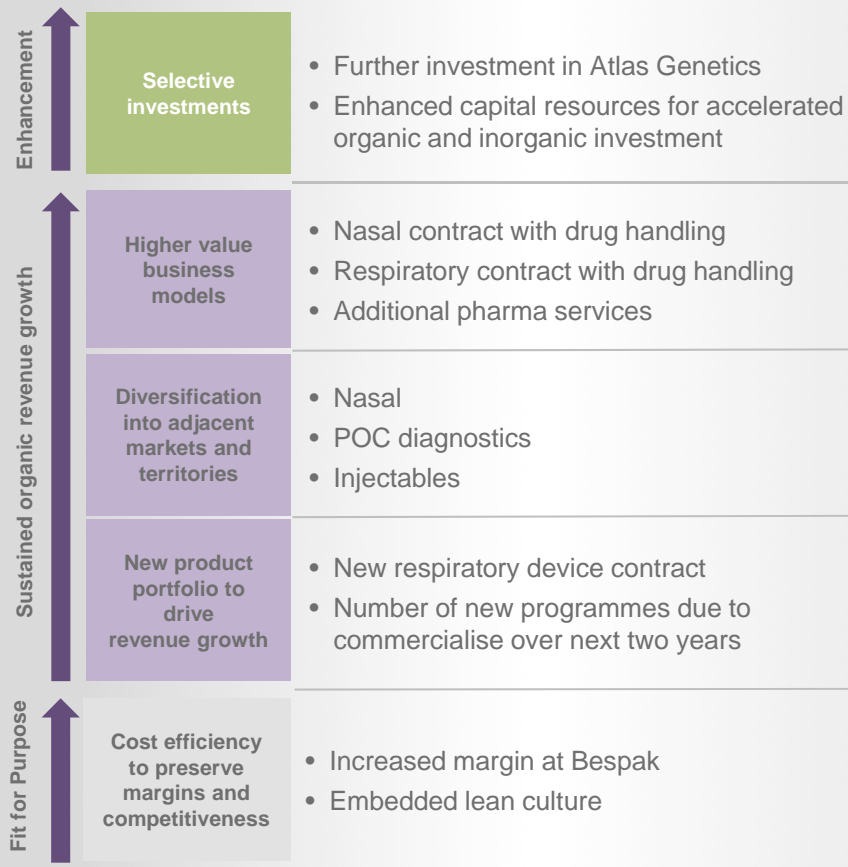 Enhancement
Selective
investments
• Further investment in Atlas Genetics
• Enhanced capital resources for accelerated
organic and inorganic investment
Sustained organic revenue growth
Higher value
business
models
• Nasal contract with drug handling
• Respiratory contract with drug handling
• Additional pharma services
Diversification
into adjacent
markets and
territories
• Nasal
• POC diagnostics
• Injectables
New product
portfolio to
drive
revenue growth
• New respiratory device contract
• Number of new programmes due to
commercialise over next two years
Fit for Purpose
Cost efficiency
to preserve
margins and
competitiveness
• Increased margin at Bespak
• Embedded lean culture